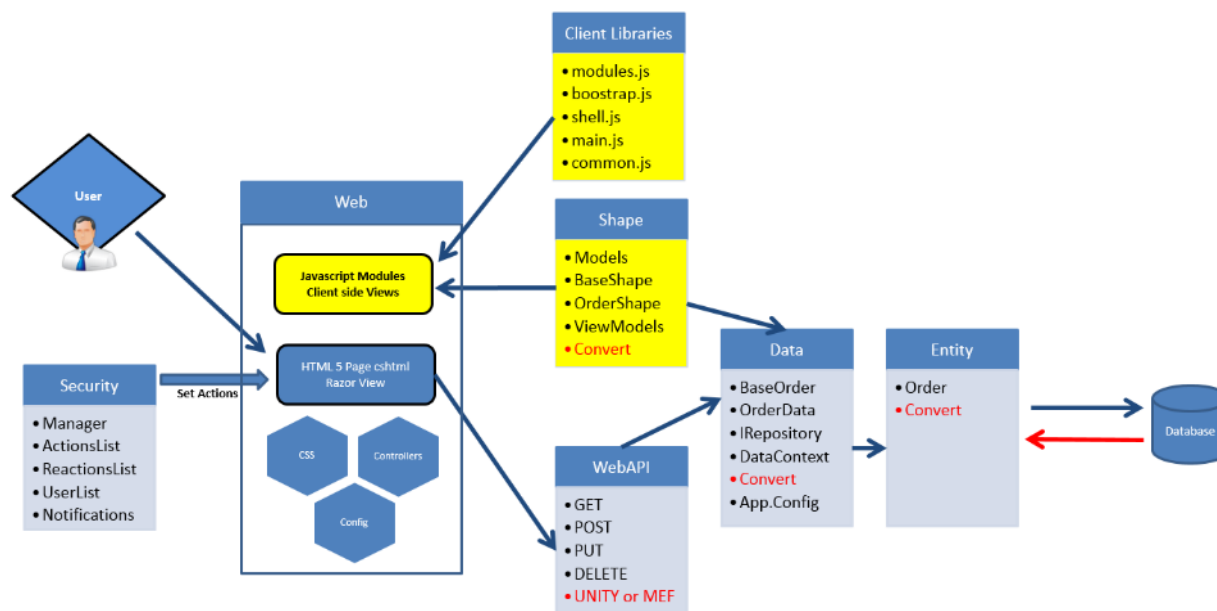 Client Libraries
• modules.js
• boostrap.js
• shell.js
• main.js
• common.js
User
Web
Javascript Modules
Client side Views
HTML 5 Page cshtml
Razor View
CSS
Controllers
Config
Security
• Manager
• ActionsList
• ReactionsList
• UserList
• Notifications
Set Actions
Shape
• Models
• BaseShape
• OrderShape
• ViewModels
• Convert
WebAPI
• GET
• POST
• PUT
• DELETE
• UNITY or MEF
Data
• BaseOrder
• OrderData
• IRepository
• DataContext
• Convert
• App.Config
Entity
• Order
• Convert
Database